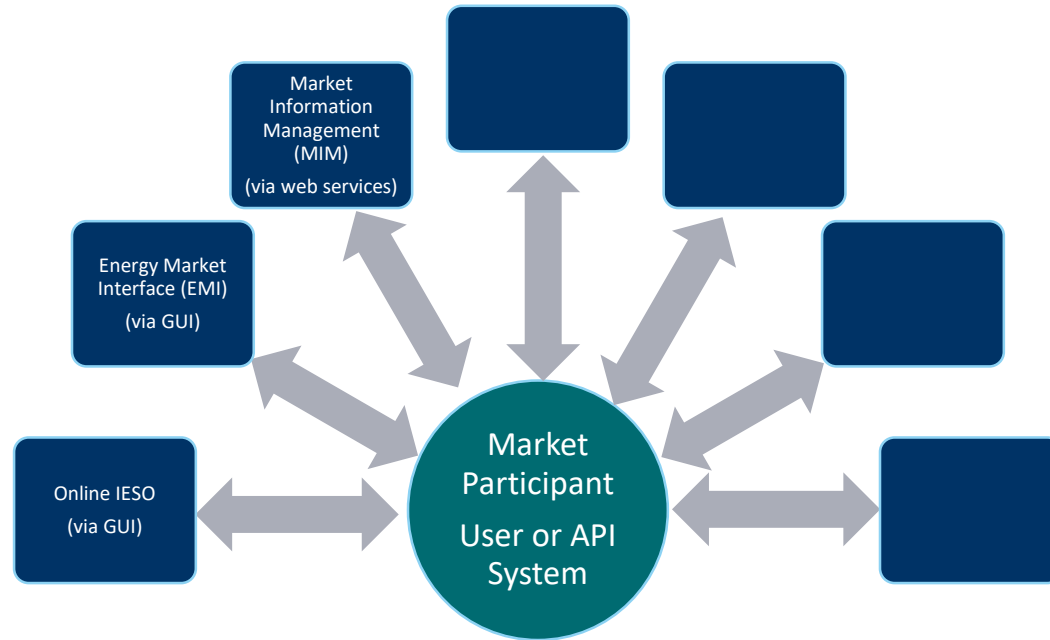 Market
Information
Management
(MIM)
(via web services)
Energy Market
Interface (EMI)
(via GUI)
Online IESO
(via GUI)
Market
Participant
User or API
System